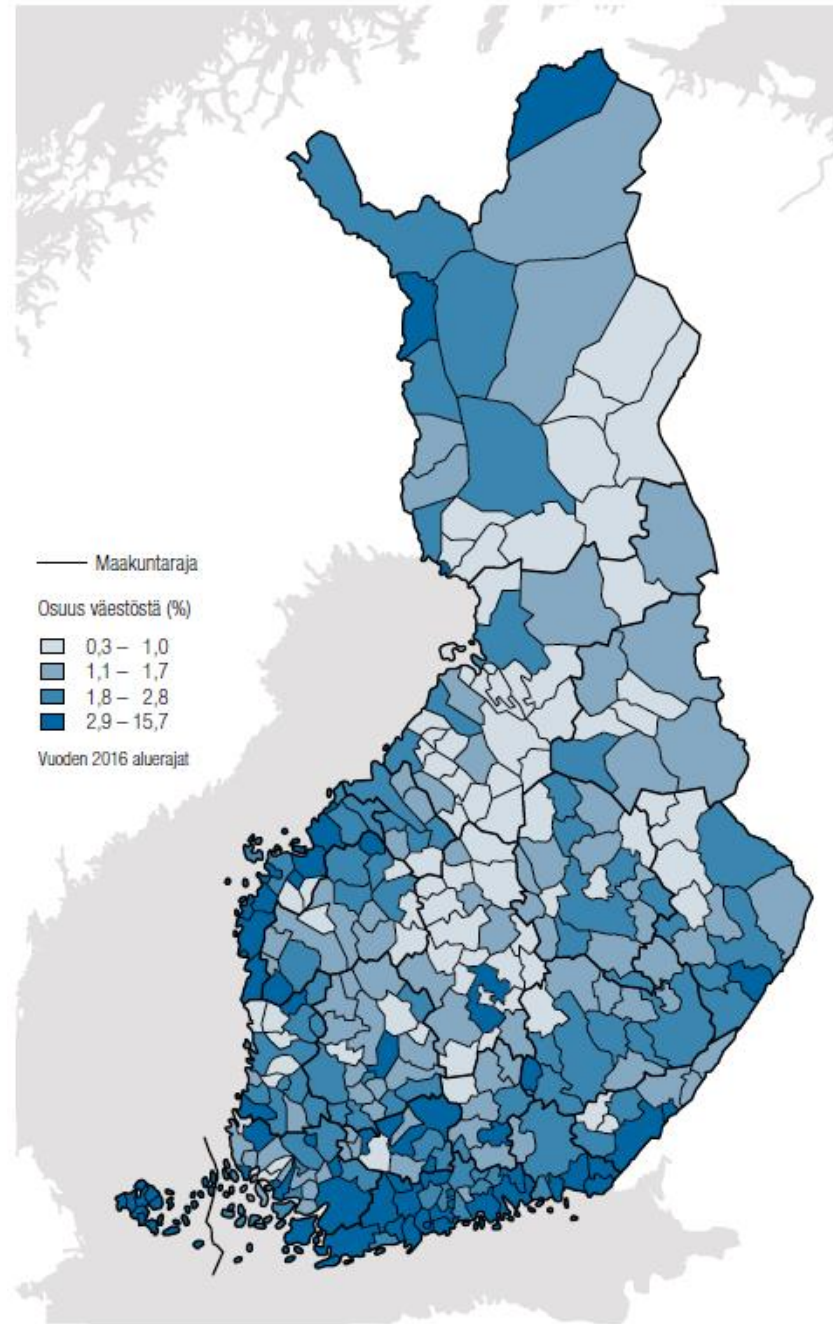 Maakuntaraja
Osuus väestöstä (%)
0,3 – 1,0
1,1 – 1,7
1,8 – 2,8
2,9 – 15,7
Vuoden 2016 aluerajat